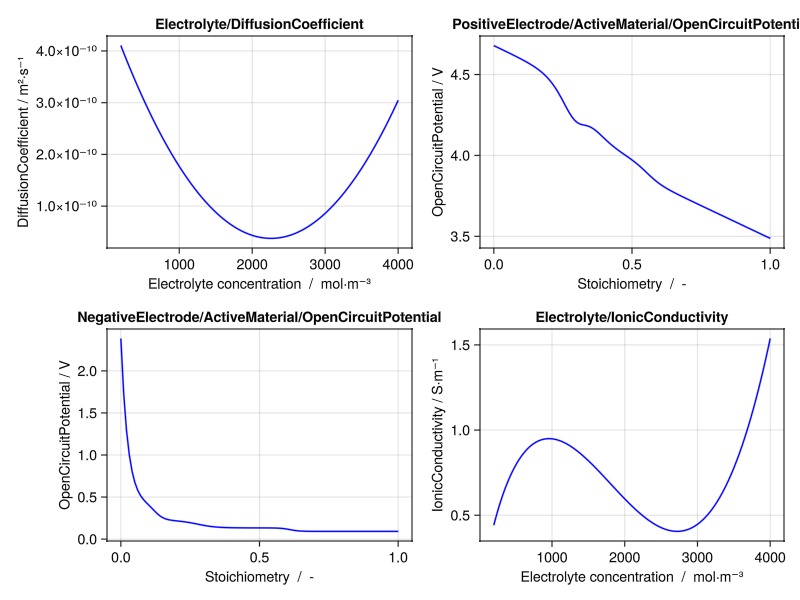 Electrolyte/DiffusionCoefficient
DiffusionCoefficient / m²·s⁻¹
4.0×10⁻¹⁰
3.0×10⁻¹⁰
2.0×10⁻¹⁰
1.0×10⁻¹⁰
1000 2000 3000 4000
Electrolyte concentration / mol·m⁻³
PositiveElectrode/ActiveMaterial/OpenCircuitPotenti
OpenCircuitPotential / V
4.5
4.0
3.5
0.0 0.5 1.0
Stoichiometry / -
NegativeElectrode/ActiveMaterial/OpenCircuitPotential
OpenCircuitPotential / V
2.0
1.5
1.0
0.5
0.0
0.0 0.5 1.0
Stoichiometry / -
Electrolyte/IonicConductivity
IonicConductivity / S·m⁻¹
1.5
1.0
0.5
1000 2000 3000 4000
Electrolyte concentration / mol·m⁻³